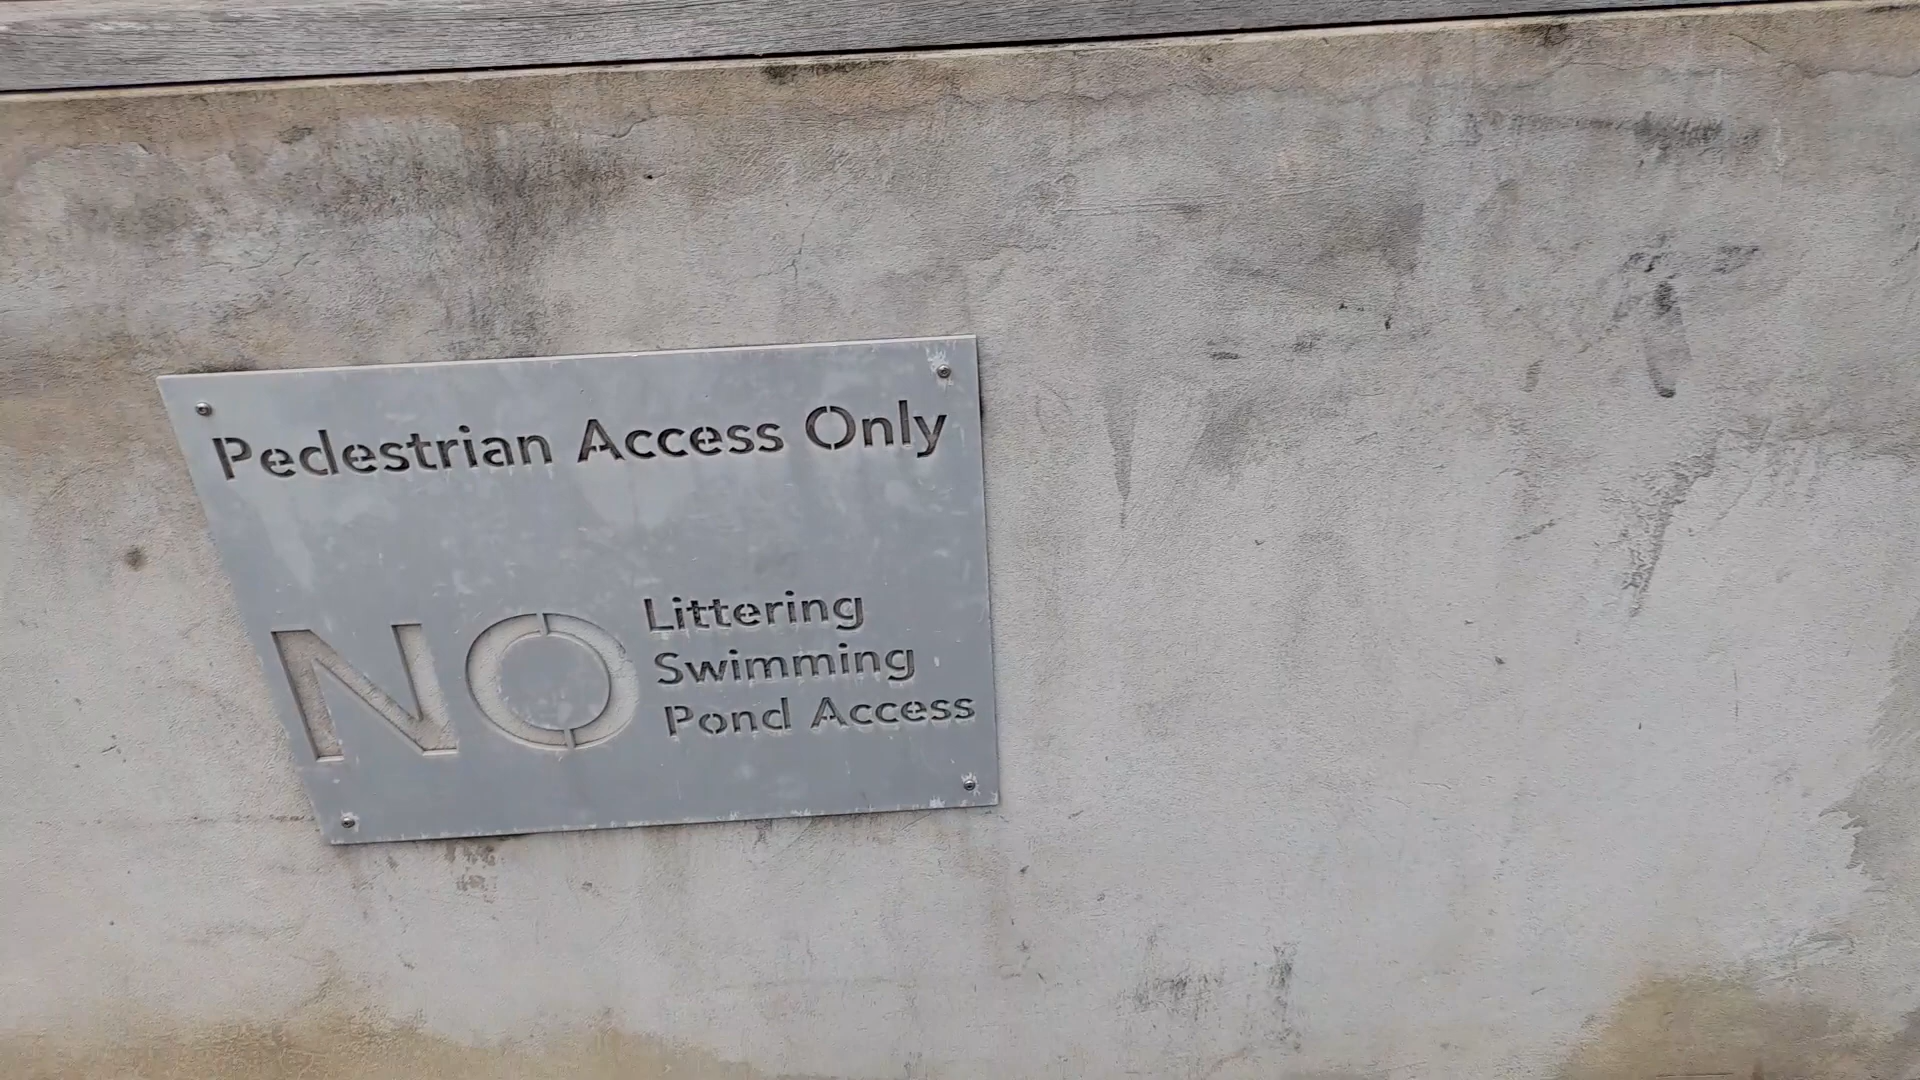 Pedestrian Access Only
NO
Littering
Swimming
Pond Access